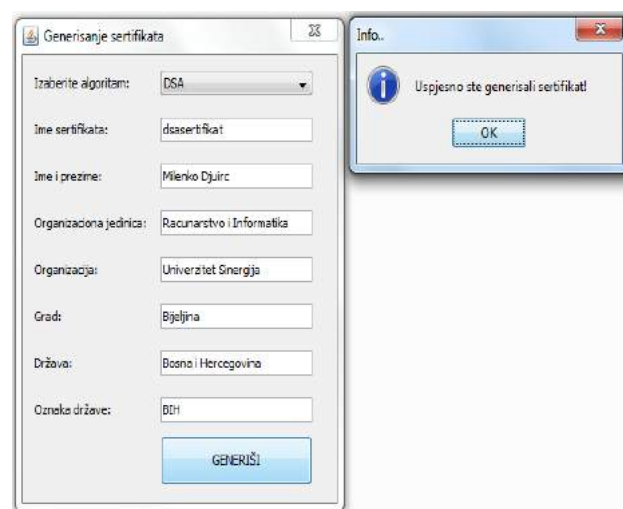 Generisanje sertifikata
Izaberite algoritam: DSA
Ime sertifikata: dsasertifikat
Ime i prezime: Milenko Djuirc
Organizaciona jedinica: Racunarstvo i Informatika
Organizacija: Univerzitet Sinergija
Grad: Bijeljina
Država: Bosna i Hercegovina
Oznaka države: BIH
GENERIŠI
Info..
Uspjesno ste generisali sertifikat!
OK